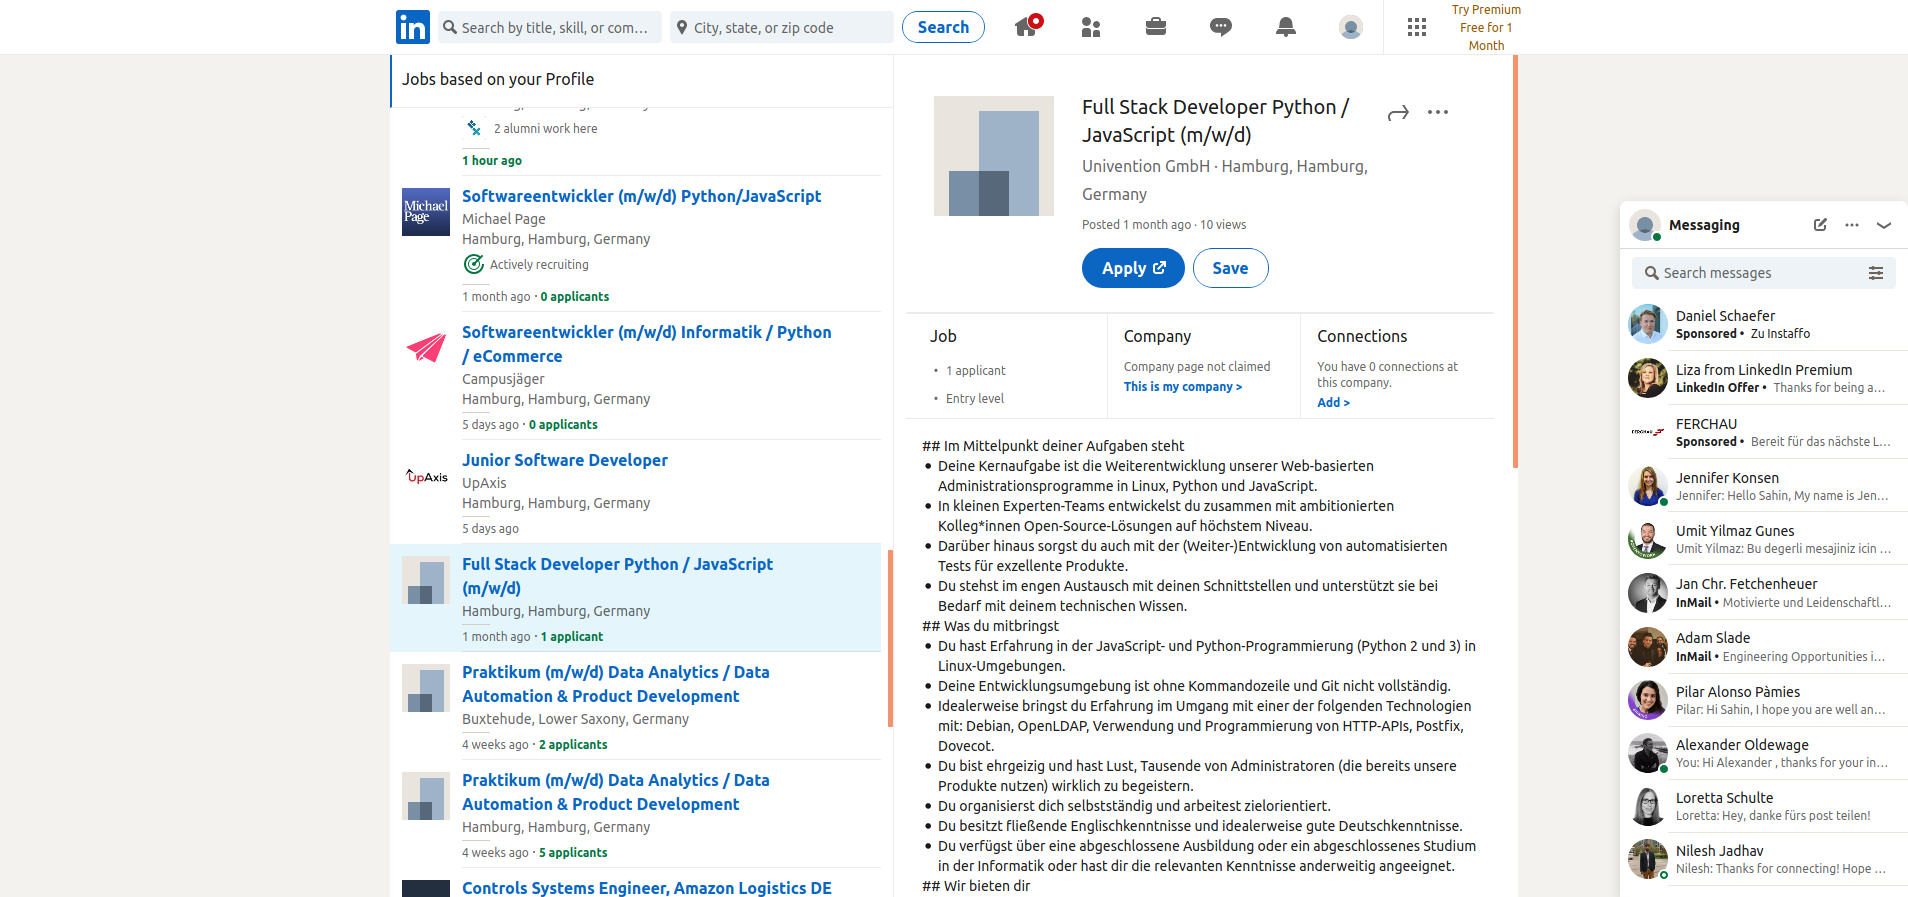 in
Search by title, skill, or com...
City, state, or zip code
Search
Try Premium
Free for 1
Month
Jobs based on your Profile
2 alumni work here
1 hour ago
Michael
Page
Softwareentwickler (m/w/d) Python/JavaScript
Michael Page
Hamburg, Hamburg, Germany
Actively recruiting
1 month ago · 0 applicants
Softwareentwickler (m/w/d) Informatik / Python
/ eCommerce
Campusjäger
Hamburg, Hamburg, Germany
5 days ago · 0 applicants
UpAxis
Junior Software Developer
UpAxis
Hamburg, Hamburg, Germany
5 days ago
Full Stack Developer Python / JavaScript
(m/w/d)
Hamburg, Hamburg, Germany
1 month ago · 1 applicant
Praktikum (m/w/d) Data Analytics / Data
Automation & Product Development
Buxtehude, Lower Saxony, Germany
4 weeks ago · 2 applicants
Praktikum (m/w/d) Data Analytics / Data
Automation & Product Development
Hamburg, Hamburg, Germany
4 weeks ago · 5 applicants
Controls Systems Engineer, Amazon Logistics DE
Full Stack Developer Python /
JavaScript (m/w/d)
Univention GmbH · Hamburg, Hamburg,
Germany
Posted 1 month ago · 10 views
Apply
Save
Job
• 1 applicant
• Entry level
Company
Company page not claimed
This is my company >
Connections
You have 0 connections at
this company.
Add >
## Im Mittelpunkt deiner Aufgaben steht
• Deine Kernaufgabe ist die Weiterentwicklung unserer Web-basierten
Administrationsprogramme in Linux, Python und JavaScript.
• In kleinen Experten-Teams entwickelst du zusammen mit ambitionierten
Kolleg*innen Open-Source-Lösungen auf höchstem Niveau.
• Darüber hinaus sorgst du auch mit der (Weiter-)Entwicklung von automatisierten
Tests für exzellente Produkte.
• Du stehst im engen Austausch mit deinen Schnittstellen und unterstützt sie bei
Bedarf mit deinem technischen Wissen.
## Was du mitbringst
• Du hast Erfahrung in der JavaScript- und Python-Programmierung (Python 2 und 3) in
Linux-Umgebungen.
• Deine Entwicklungsumgebung ist ohne Kommandozeile und Git nicht vollständig.
• Idealerweise bringst du Erfahrung im Umgang mit einer der folgenden Technologien
mit: Debian, OpenLDAP, Verwendung und Programmierung von HTTP-APIs, Postfix,
Dovecot.
• Du bist ehrgeizig und hast Lust, Tausende von Administratoren (die bereits unsere
Produkte nutzen) wirklich zu begeistern.
• Du organisierst dich selbstständig und arbeitest zielorientiert.
• Du besitzt fließende Englischkenntnisse und idealerweise gute Deutschkenntnisse.
• Du verfügst über eine abgeschlossene Ausbildung oder ein abgeschlossenes Studium
in der Informatik oder hast dir die relevanten Kenntnisse anderweitig angeeignet.
## Wir bieten dir
Messaging
Search messages
Daniel Schaefer
Sponsored • Zu Instaffo
Liza from LinkedIn Premium
LinkedIn Offer • Thanks for being a...
FERCHAU
FERCHAU
Sponsored • Bereit für das nächste L...
Jennifer Konsen
Jennifer: Hello Sahin, My name is Jen...
Umit Yilmaz Gunes
Umit Yilmaz: Bu degerli mesajiniz icin ...
Jan Chr. Fetchenheuer
InMail • Motivierte und Leidenschaftl...
Adam Slade
InMail • Engineering Opportunities i...
Pilar Alonso Pàmies
Pilar: Hi Sahin, I hope you are well an...
Alexander Oldewage
You: Hi Alexander , thanks for your in...
Loretta Schulte
Loretta: Hey, danke fürs post teilen!
Nilesh Jadhav
Nilesh: Thanks for connecting! Hope ...